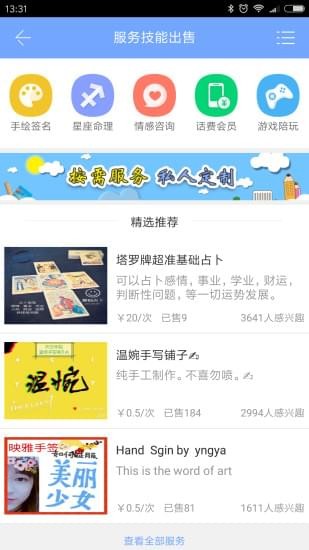 13:31
服务技能出售
手绘签名 星座命理 情感咨询 话费会员 游戏陪玩
按需服务 私人定制
精选推荐
塔罗牌超准基础占卜
可以占卜感情，事业，学业，财运，
判断性问题，等一切运势发展。
￥20/次 已售9 3641人感兴趣
温婉手写铺子✍
纯手工制作。不喜勿喷。✍
￥0.5/次 已售184 2994人感兴趣
温婉
映雅手签
美丽
少女
一
Hand Sgin by yngya
This is the word of art
￥0.5/次 已售81 1611人感兴趣
查看全部服务